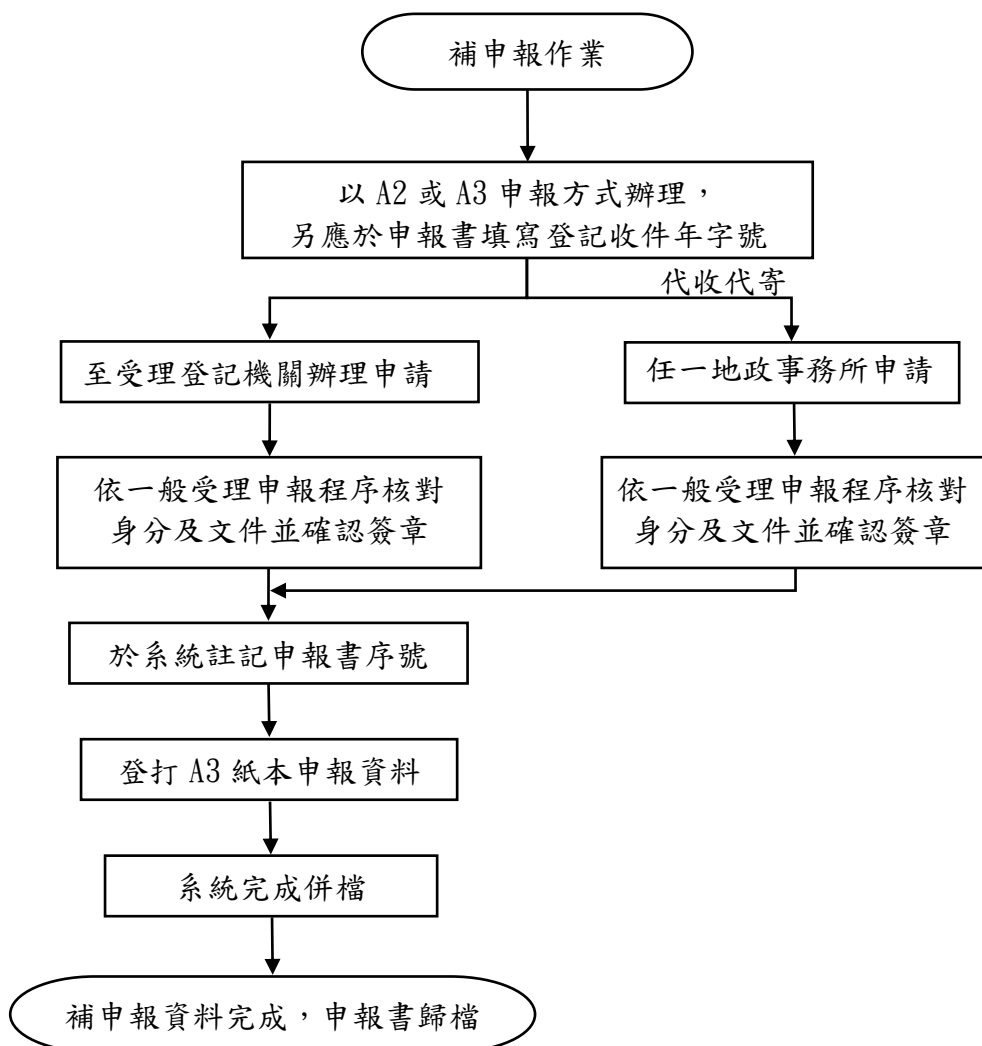 補申報作業
以 A2 或 A3 申報方式辦理，
另應於申報書填寫登記收件年字號
代收代寄
至受理登記機關辦理申請
任一地政事務所申請
依一般受理申報程序核對
身分及文件並確認簽章
依一般受理申報程序核對
身分及文件並確認簽章
於系統註記申報書序號
登打 A3 紙本申報資料
系統完成併檔
補申報資料完成，申報書歸檔